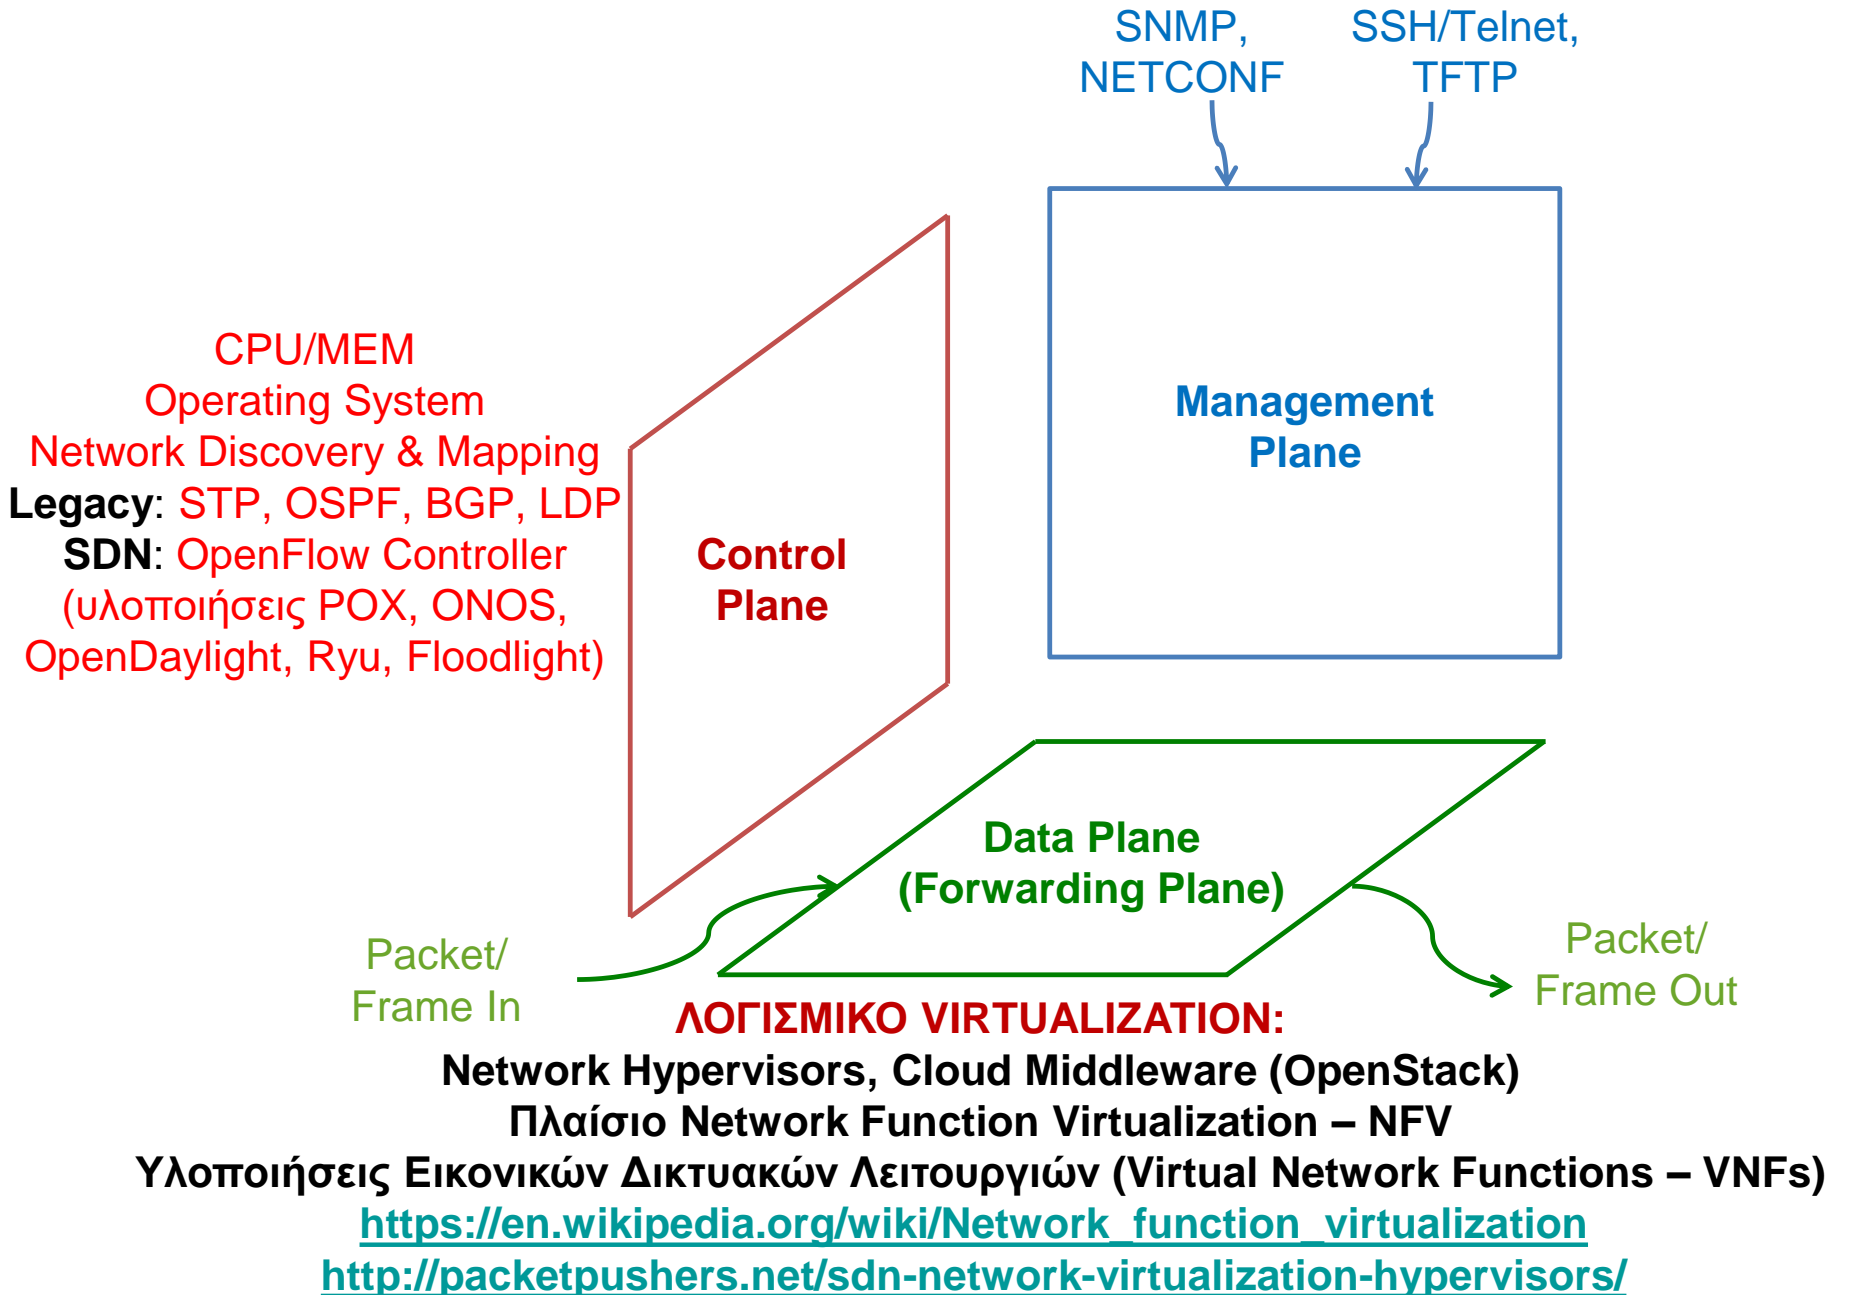 SNMP,
NETCONF
SSH/Telnet,
TFTP
Management
Plane
CPU/MEM
Operating System
Network Discovery & Mapping
Legacy: STP, OSPF, BGP, LDP
SDN: OpenFlow Controller
(υλοποιήσεις POX, ONOS,
OpenDaylight, Ryu, Floodlight)
Control
Plane
Data Plane
(Forwarding Plane)
Packet/
Frame In
Packet/
Frame Out
ΛΟΓΙΣΜΙΚΟ VIRTUALIZATION:
Network Hypervisors, Cloud Middleware (OpenStack)
Πλαίσιο Network Function Virtualization – NFV
Υλοποιήσεις Εικονικών Δικτυακών Λειτουργιών (Virtual Network Functions – VNFs)
https://en.wikipedia.org/wiki/Network_function_virtualization
http://packetpushers.net/sdn-network-virtualization-hypervisors/